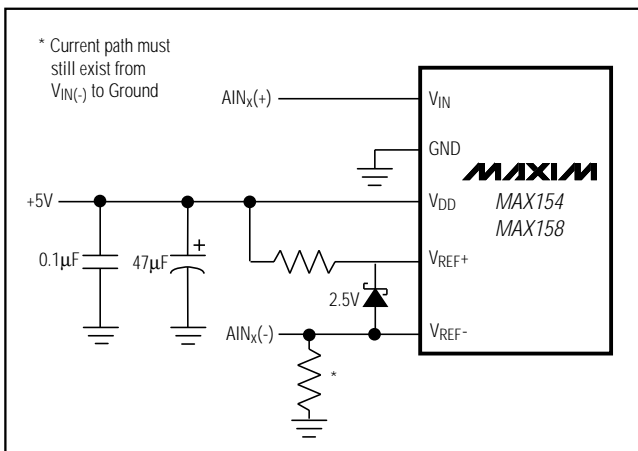 * Current path must
still exist from
VIN(-) to Ground
AINx(+)
VIN
GND
MAXIM
+5V
VDD
MAX154
MAX158
0.1μF
47μF
+
VREF+
2.5V
AINx(-)
VREF-
*